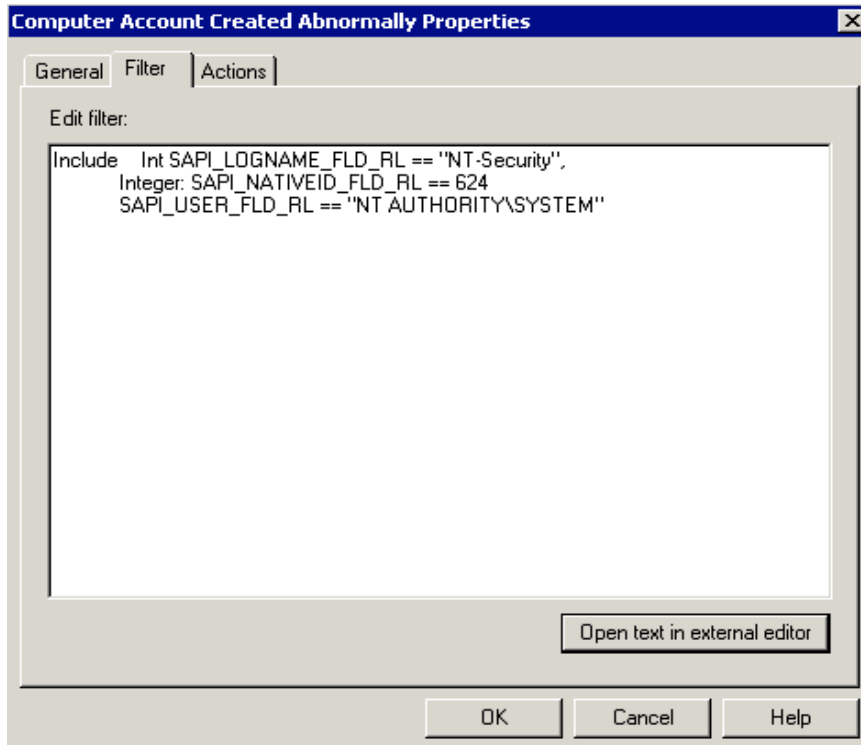 Computer Account Created Abnormally Properties
General Filter Actions
Edit filter:
Include Int SAPI_LOGNAME_FLD_RL == "NT-Security",
Integer: SAPI_NATIVEID_FLD_RL == 624
SAPI_USER_FLD_RL == "NT AUTHORITY\SYSTEM"
Open text in external editor
OK Cancel Help